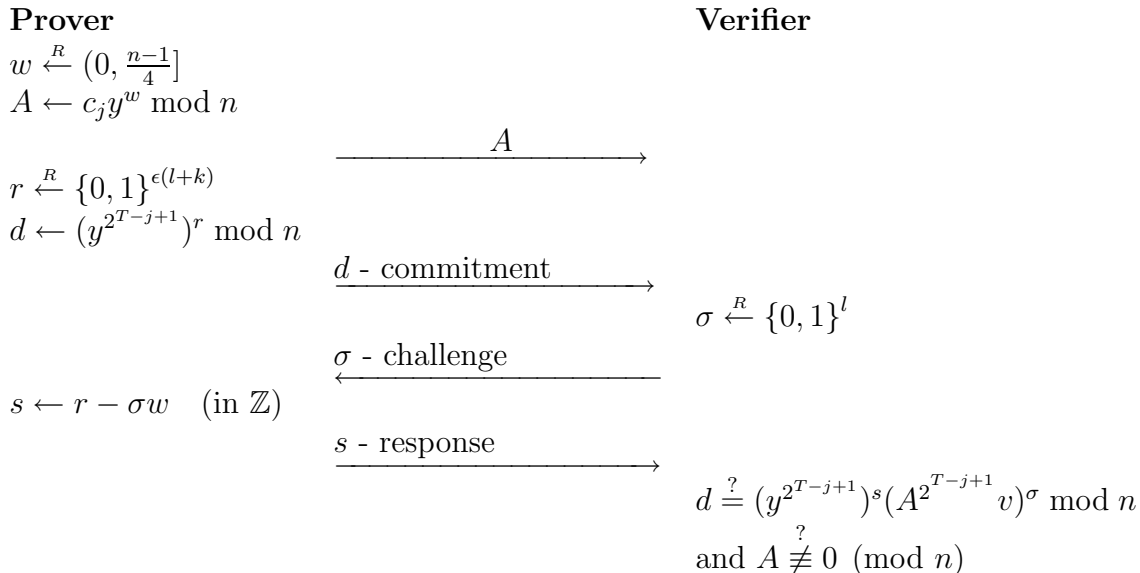 Prover Verifier
w ←^R (0, \frac{n−1}{4}]
A ← c_j y^w mod n
A
r ←^R {0, 1}^{ϵ(l+k)}
d ← (y^{2^{T−j+1}})^r mod n
d - commitment
σ ←^R {0, 1}^l
σ - challenge
s ← r − σw (in ℤ)
s - response
d =^? (y^{2^{T−j+1}})^s (A^{2^{T−j+1}} v)^σ mod n
and A ≢^? 0 (mod n)